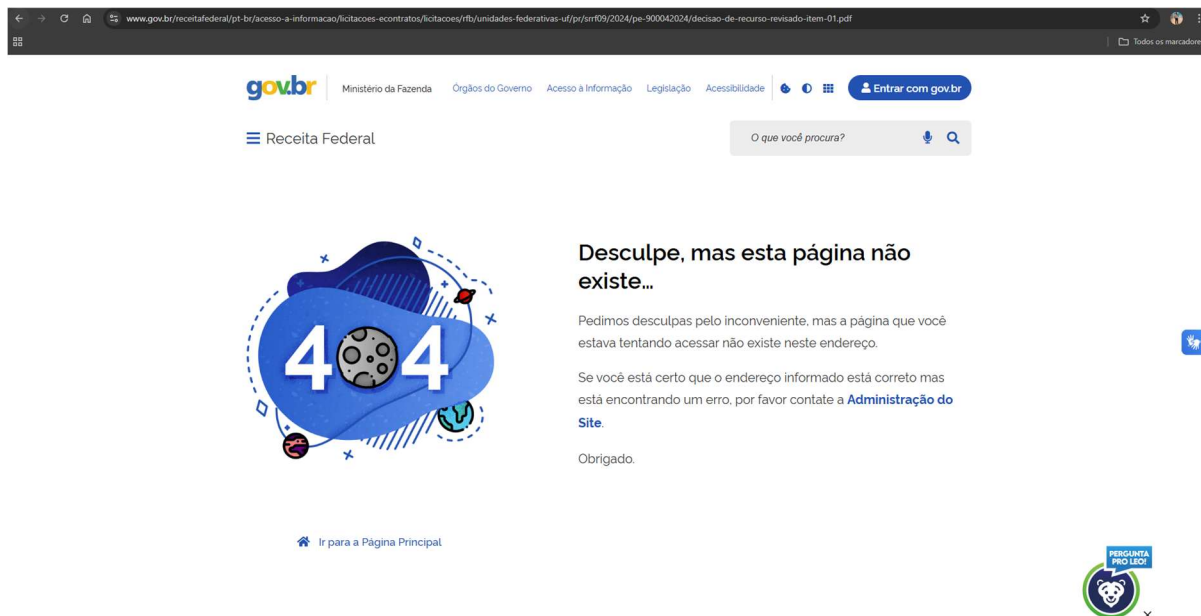 www.gov.br/receitafederal/pt-br/acesso-a-informacao/licitacoes-econtratos/licitacoes/rfb/unidades-federativas-uf/pr/srrf09/2024/pe-900042024/decisao-de-recurso-revisado-item-01.pdf
Todos os marcadore
gov.br
Ministério da Fazenda
Órgãos do Governo
Acesso à Informação
Legislação
Acessibilidade
Entrar com gov.br
Receita Federal
O que você procura?
404
Desculpe, mas esta página não
existe...
Pedimos desculpas pelo inconveniente, mas a página que você
estava tentando acessar não existe neste endereço.
Se você está certo que o endereço informado está correto mas
está encontrando um erro, por favor contate a Administração do
Site.
Obrigado.
Ir para a Página Principal
PERGUNTA
PRO LEO!